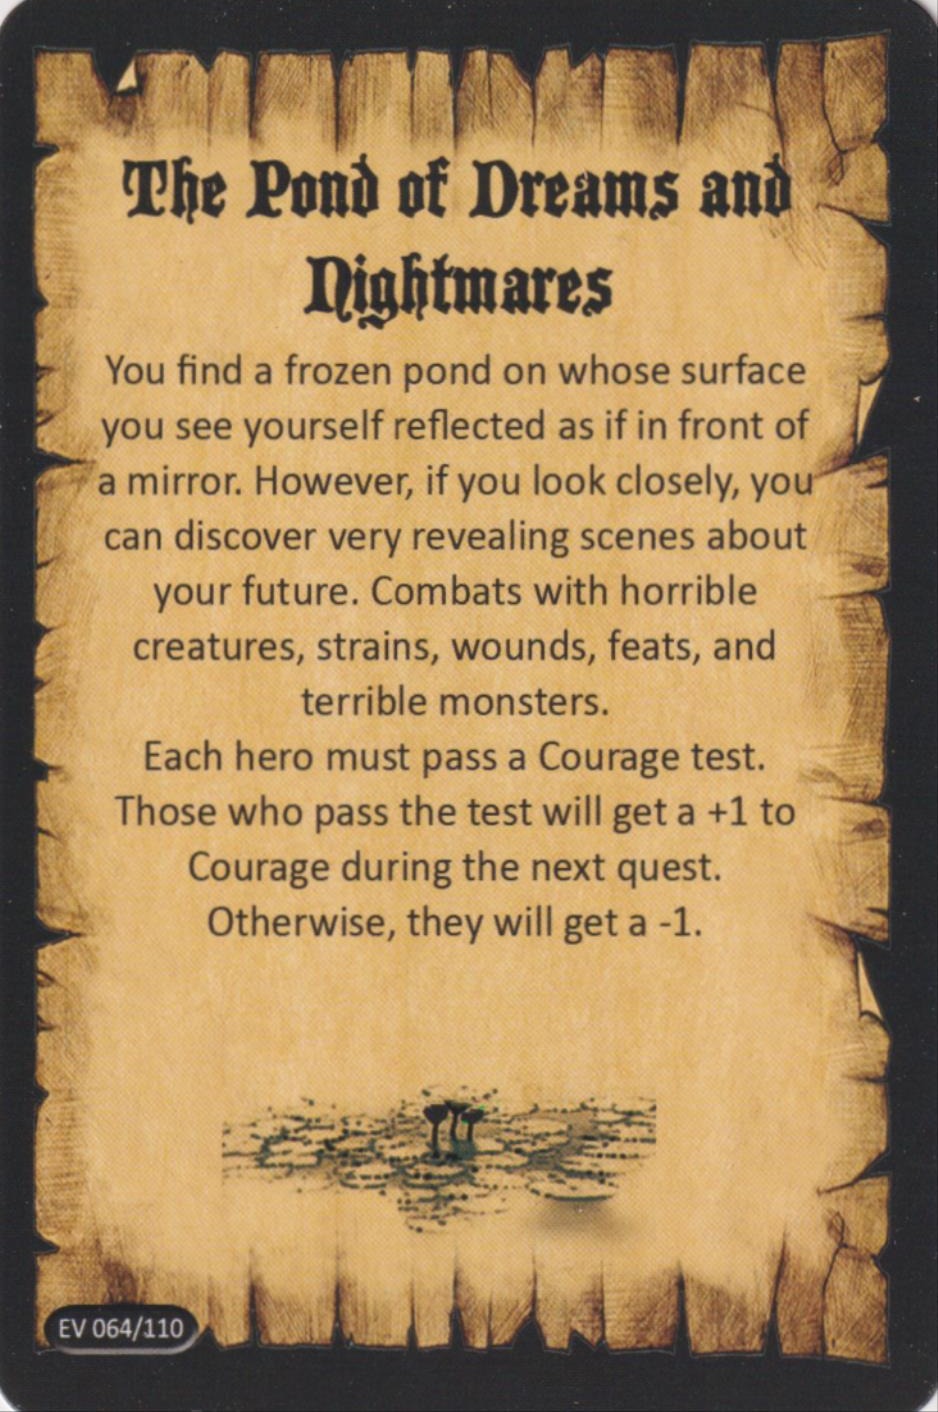 The Pond of Dreams and
Nightmares
You find a frozen pond on whose surface
you see yourself reflected as if in front of
a mirror. However, if you look closely, you
can discover very revealing scenes about
your future. Combats with horrible
creatures, strains, wounds, feats, and
terrible monsters.
Each hero must pass a Courage test.
Those who pass the test will get a +1 to
Courage during the next quest.
Otherwise, they will get a -1.
EV 064/110